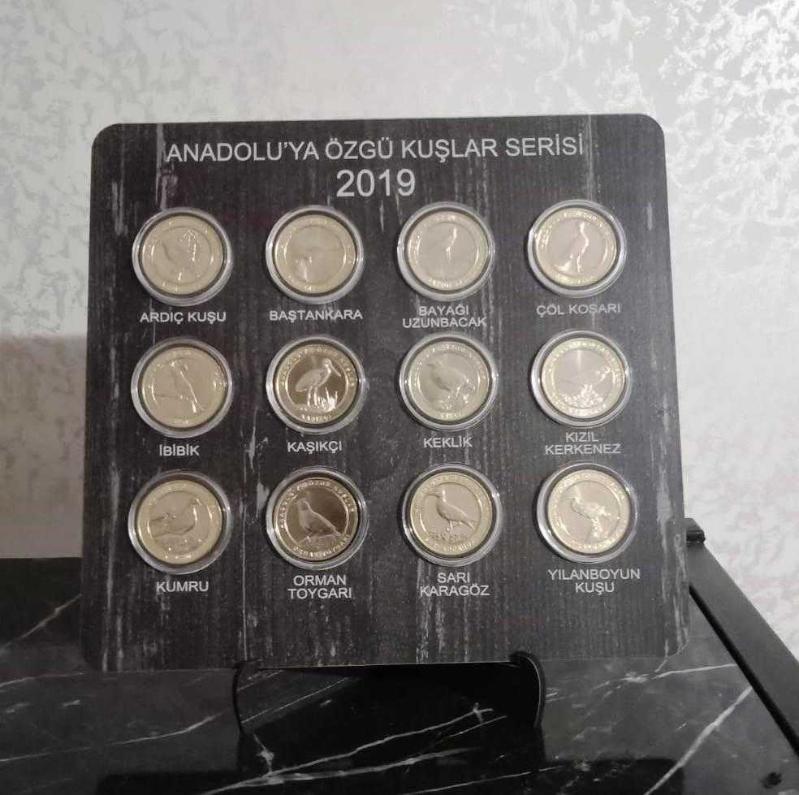 ANADOLU'YA ÖZGÜ KUŞLAR SERİSİ
2019
ARDIÇ KUŞU
BAŞTANKARA
BAYAĞI
UZUNBACAK
ÇÖL KOŞARI
İBİBİK
KAŞIKÇI
KEKLİK
KIZIL
KERKENEZ
KUMRU
ORMAN
TOYGARI
SARI
KARAGÖZ
YILANBOYUN
KUŞU